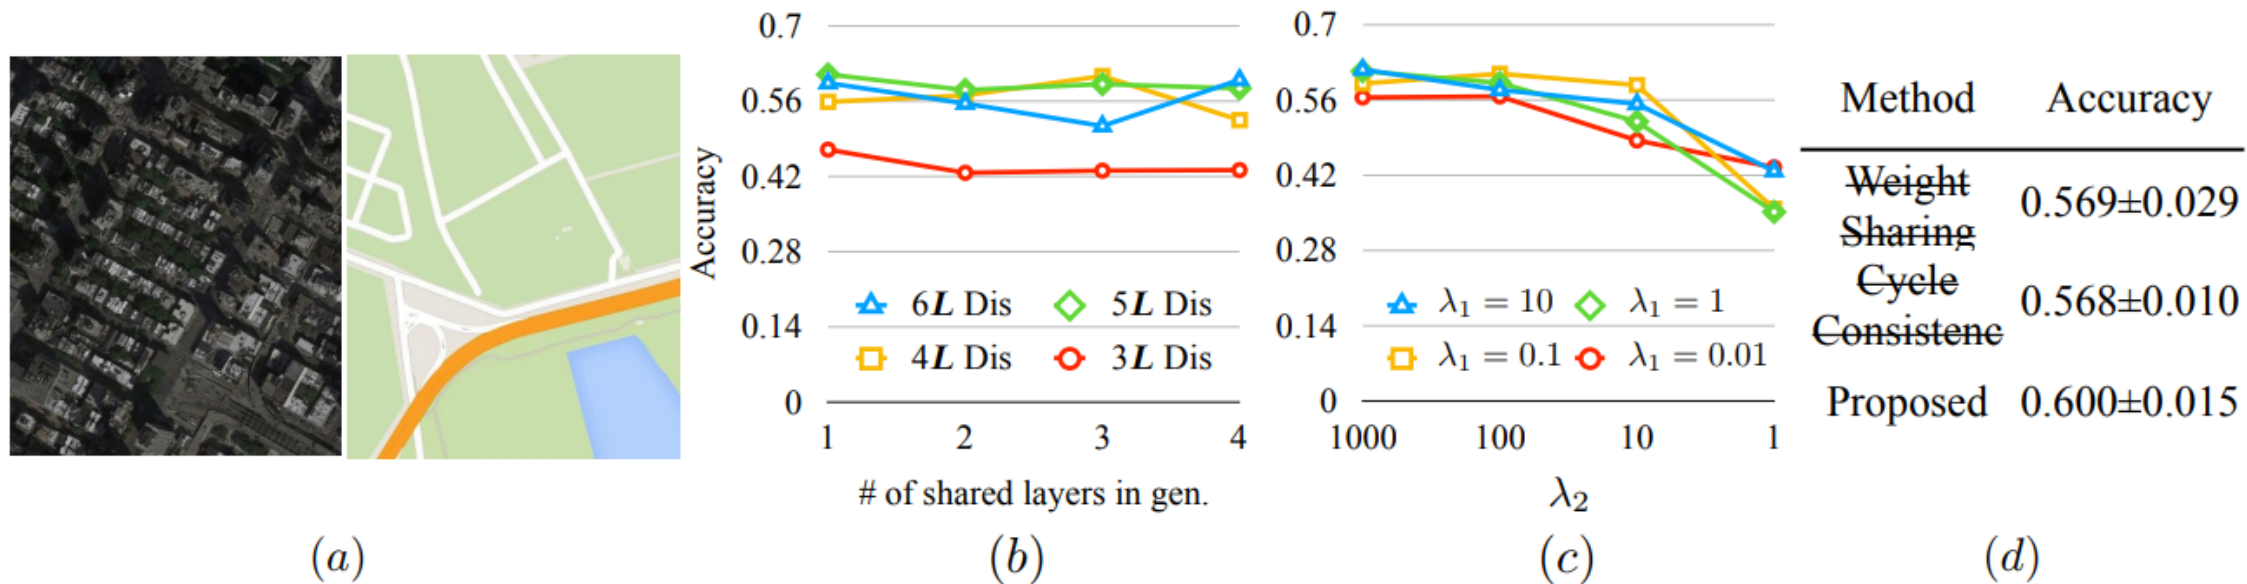 Accuracy
0.7
0.56
0.42
0.28
0.14
0
6L Dis
5L Dis
4L Dis
3L Dis
1 2 3 4
# of shared layers in gen.
0.7
0.56
0.42
0.28
0.14
0
λ₁ = 10
λ₁ = 1
λ₁ = 0.1
λ₁ = 0.01
1000 100 10 1
λ₂
Method Accuracy
Weight
Sharing
0.569±0.029
Cycle
Consistenc
0.568±0.010
Proposed 0.600±0.015
(a) (b) (c) (d)